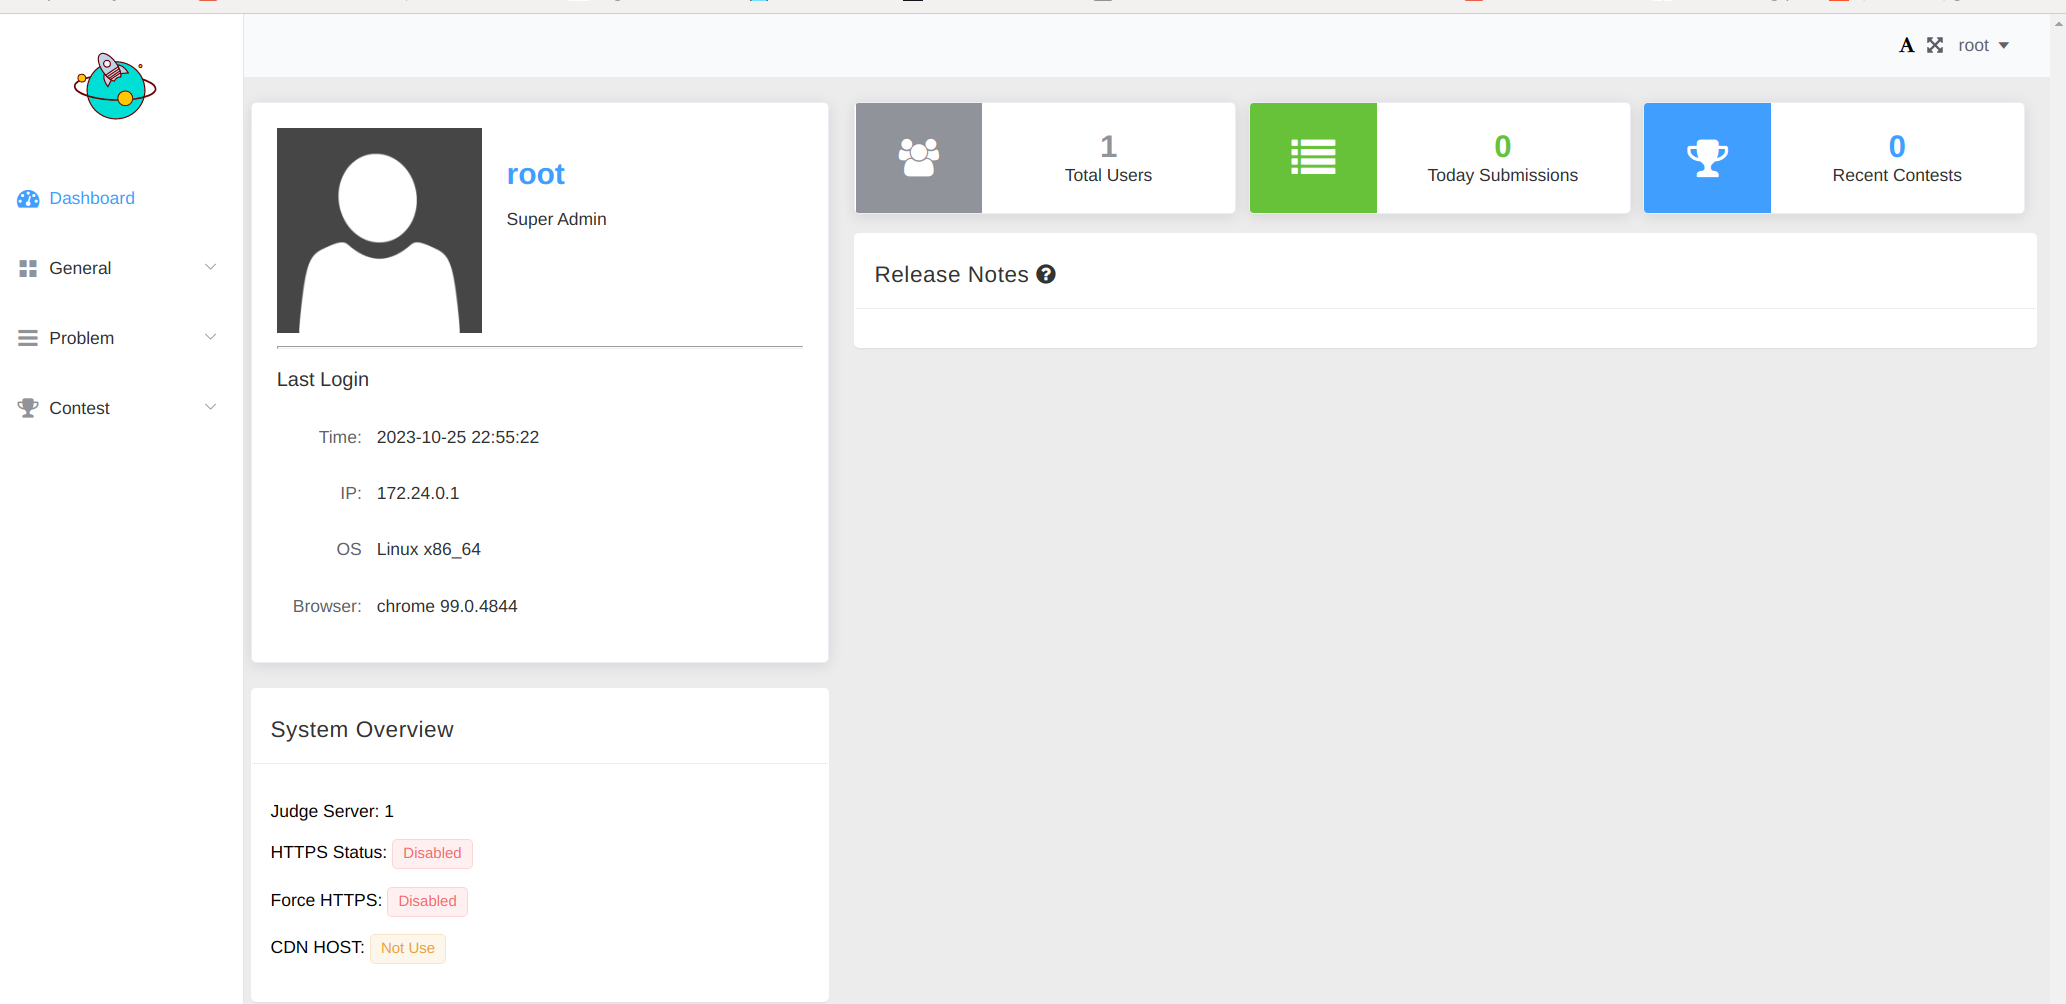 A root
Dashboard
General
Problem
Contest
root
Super Admin
Last Login
Time: 2023-10-25 22:55:22
IP: 172.24.0.1
OS Linux x86_64
Browser: chrome 99.0.4844
System Overview
Judge Server: 1
HTTPS Status: Disabled
Force HTTPS: Disabled
CDN HOST: Not Use
1
Total Users
0
Today Submissions
0
Recent Contests
Release Notes ?